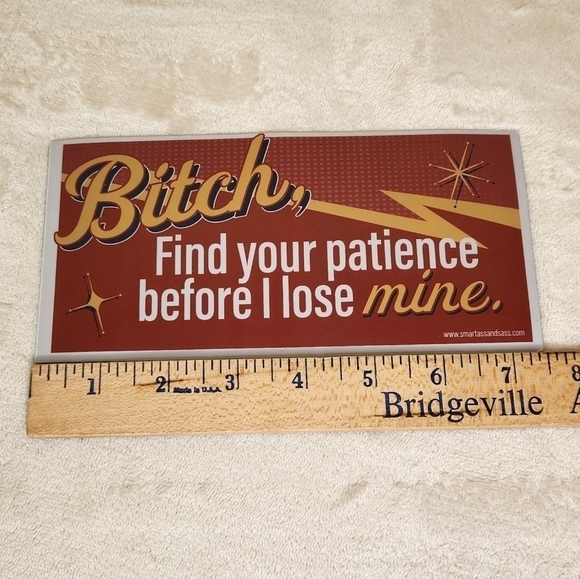 Bitch,
Find your patience
before I lose mine.
www.smartassandsass.com
1 2 3 4 5 6 7 8
Made in U.S.A.
Bridgeville A